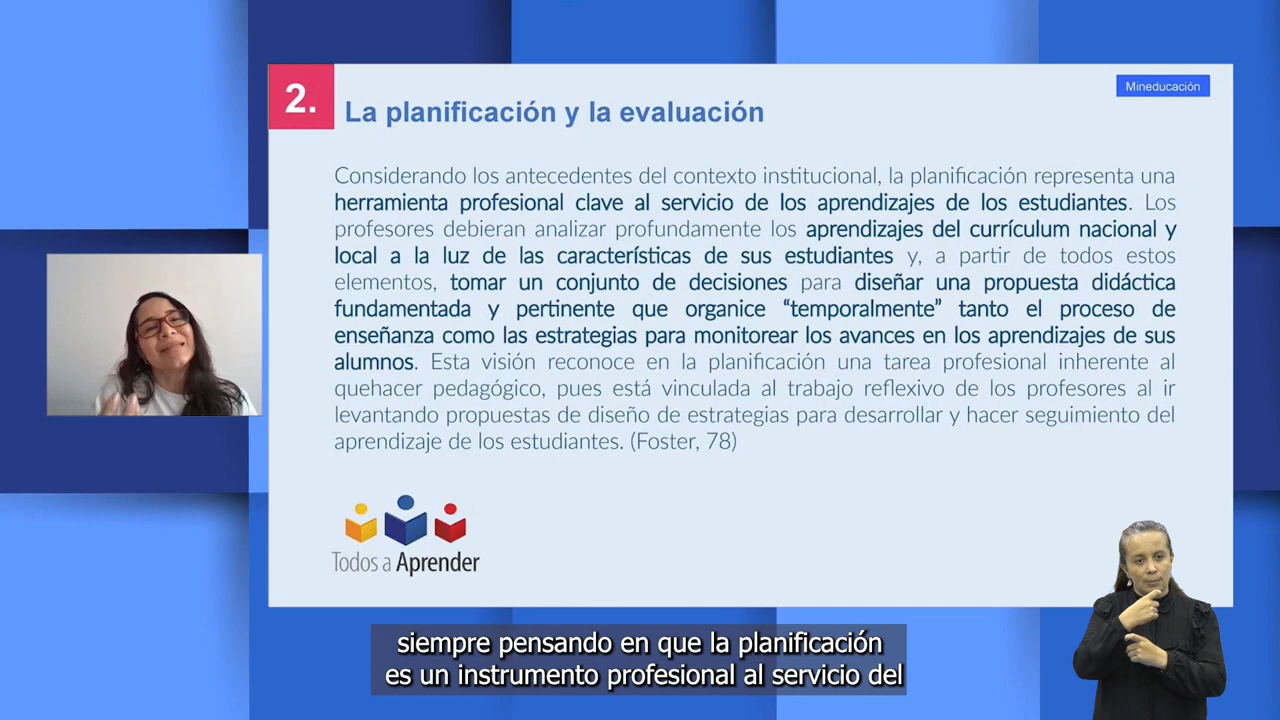 2.
La planificación y la evaluación
Mineducación
Considerando los antecedentes del contexto institucional, la planificación representa una
herramienta profesional clave al servicio de los aprendizajes de los estudiantes. Los
profesores debieran analizar profundamente los aprendizajes del currículum nacional y
local a la luz de las características de sus estudiantes y, a partir de todos estos
elementos, tomar un conjunto de decisiones para diseñar una propuesta didáctica
fundamentada y pertinente que organice “temporalmente” tanto el proceso de
enseñanza como las estrategias para monitorear los avances en los aprendizajes de sus
alumnos. Esta visión reconoce en la planificación una tarea profesional inherente al
quehacer pedagógico, pues está vinculada al trabajo reflexivo de los profesores al ir
levantando propuestas de diseño de estrategias para desarrollar y hacer seguimiento del
aprendizaje de los estudiantes. (Foster, 78)
Todos a Aprender
siempre pensando en que la planificación
es un instrumento profesional al servicio del